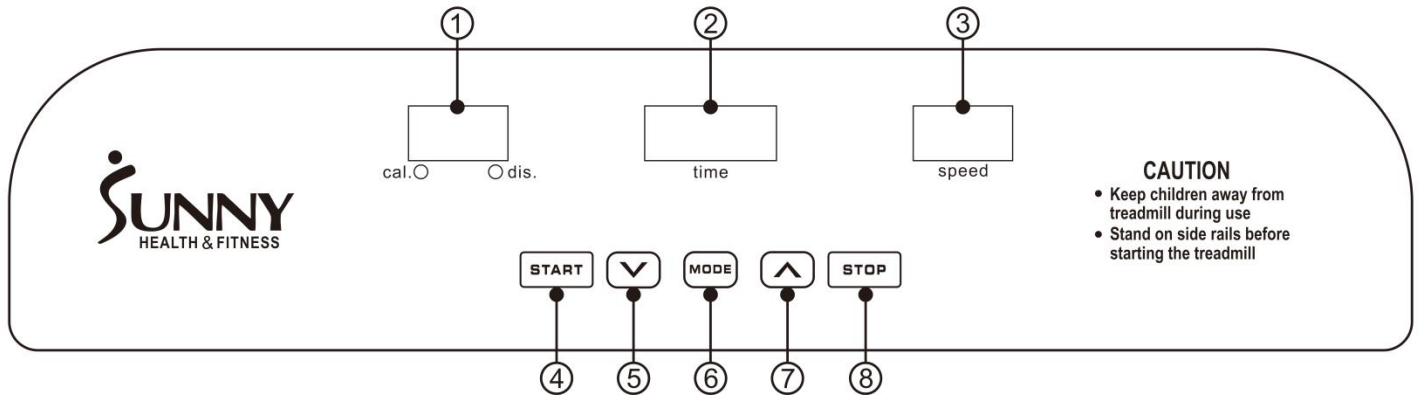 ① ② ③
cal. dis. time speed
SUNNY
HEALTH & FITNESS
CAUTION
• Keep children away from
treadmill during use
• Stand on side rails before
starting the treadmill
START MODE STOP
④ ⑤ ⑥ ⑦ ⑧